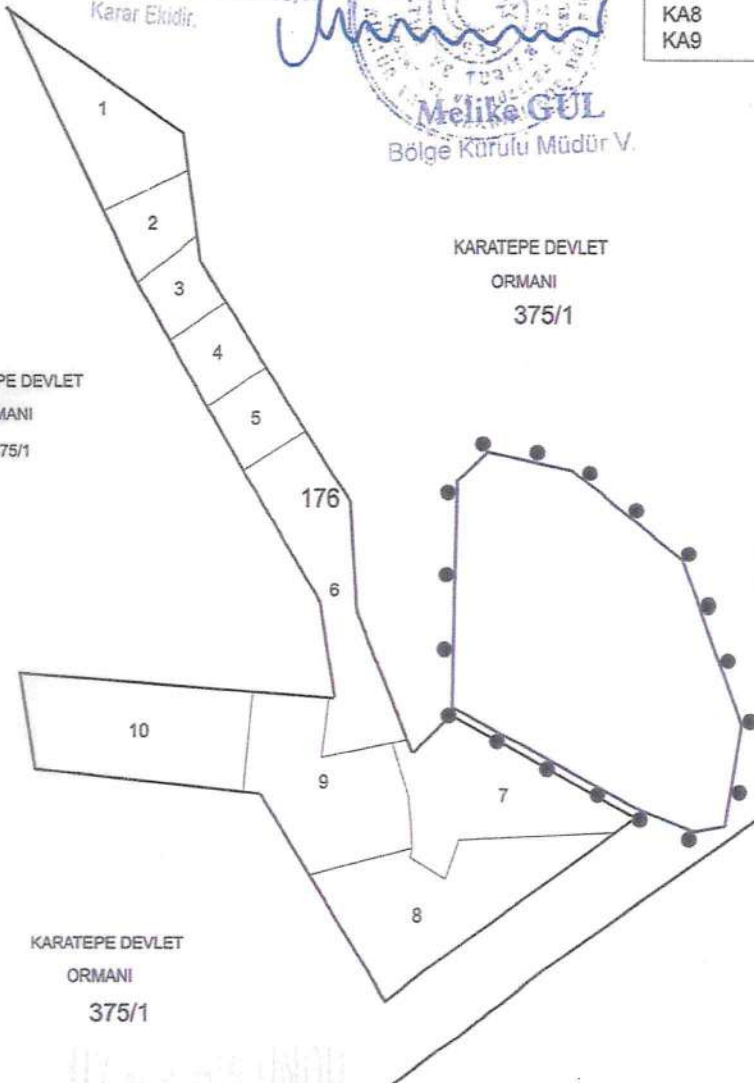 Karar Ekidir.
KA8
KA9
Melike GÜL
Bölge Kurulu Müdür V.
1
2
KARATEPE DEVLET
ORMANI
375/1
3
4
PE DEVLET
MANI
75/1
5
176
6
10
9
7
8
KARATEPE DEVLET
ORMANI
375/1